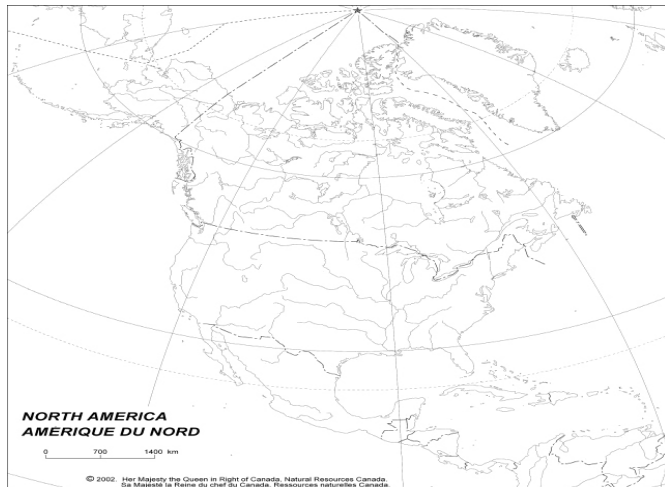 NORTH AMERICA
AMÉRIQUE DU NORD
0 700 1400 km
© 2002. Her Majesty the Queen in Right of Canada, Natural Resources Canada.
Sa Majesté la Reine du chef du Canada, Ressources naturelles Canada.